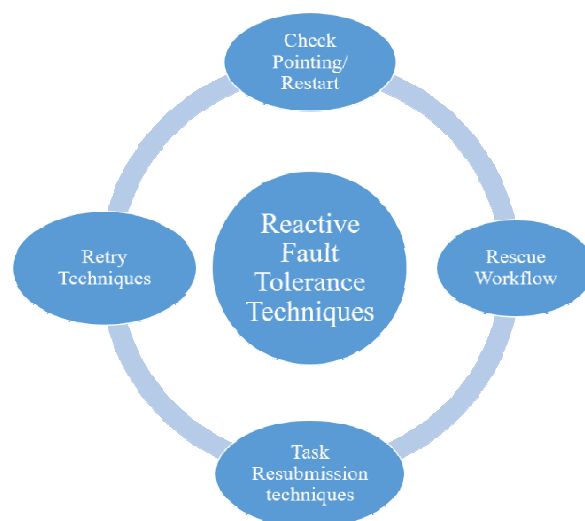 Check
Pointing/
Restart
Reactive
Fault
Tolerance
Techniques
Retry
Techniques
Rescue
Workflow
Task
Resubmission
techniques